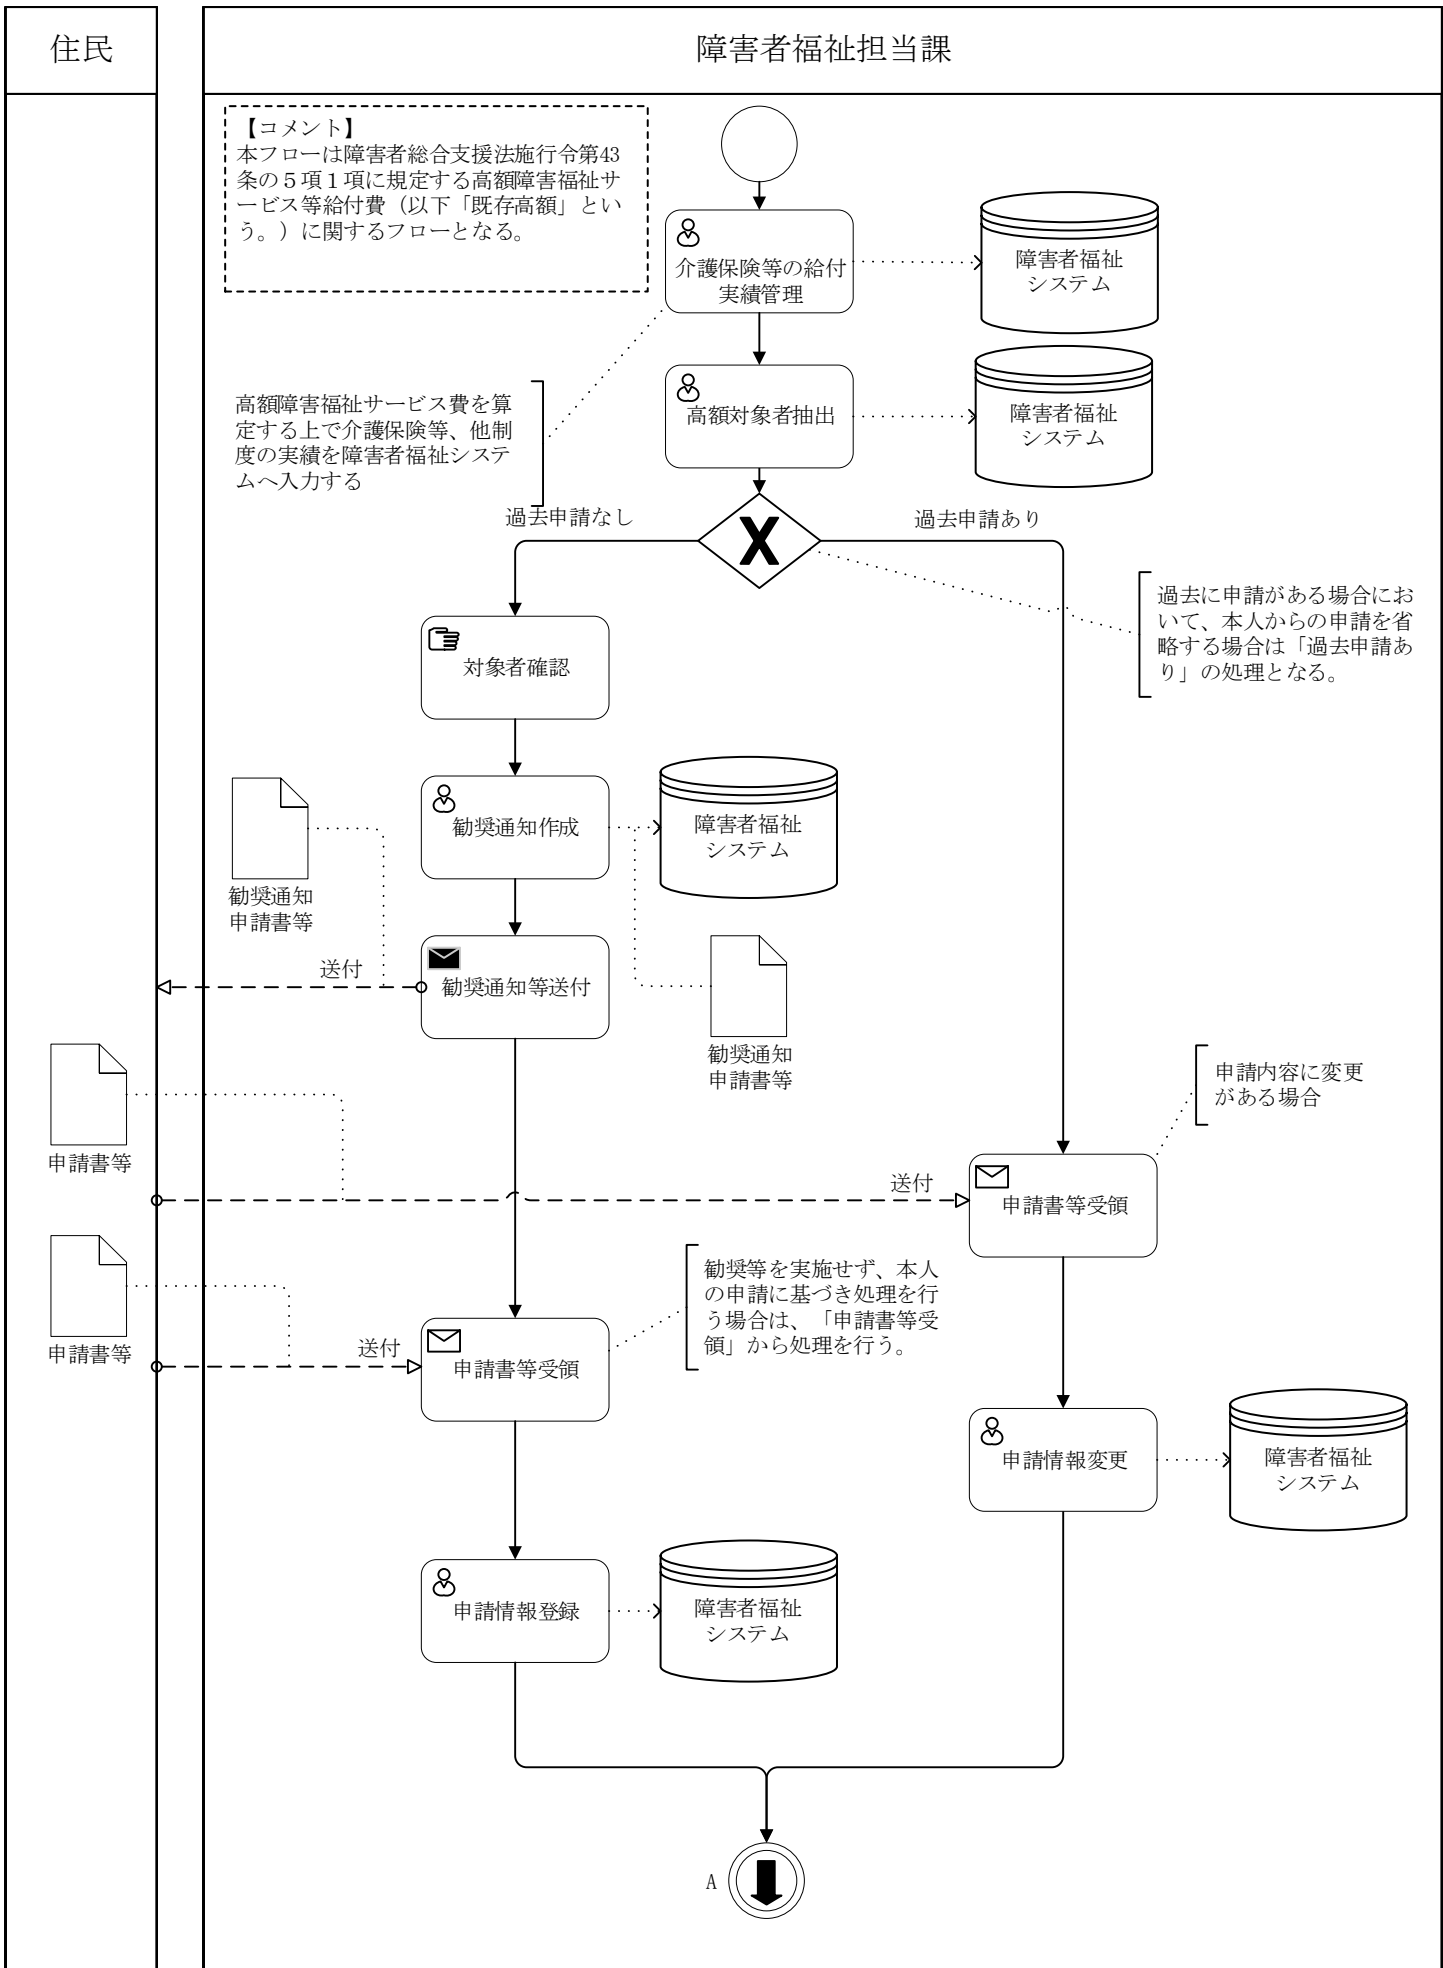 住民
障害者福祉担当課
【コメント】
本フローは障害者総合支援法施行令第43
条の５項１項に規定する高額障害福祉サ
ービス等給付費（以下「既存高額」とい
う。）に関するフローとなる。
介護保険等の給付
実績管理
障害者福祉
システム
高額障害福祉サービス費を算
定する上で介護保険等、他制
度の実績を障害者福祉システ
ムへ入力する
高額対象者抽出
障害者福祉
システム
過去申請なし
過去申請あり
X
過去に申請がある場合にお
いて、本人からの申請を省
略する場合は「過去申請あ
り」の処理となる。
対象者確認
勧奨通知作成
障害者福祉
システム
勧奨通知
申請書等
送付
勧奨通知等送付
勧奨通知
申請書等
申請書等
申請内容に変更
がある場合
送付
申請書等受領
申請書等
送付
申請書等受領
勧奨等を実施せず、本人
の申請に基づき処理を行
う場合は、「申請書等受
領」から処理を行う。
申請情報変更
障害者福祉
システム
申請情報登録
障害者福祉
システム
A